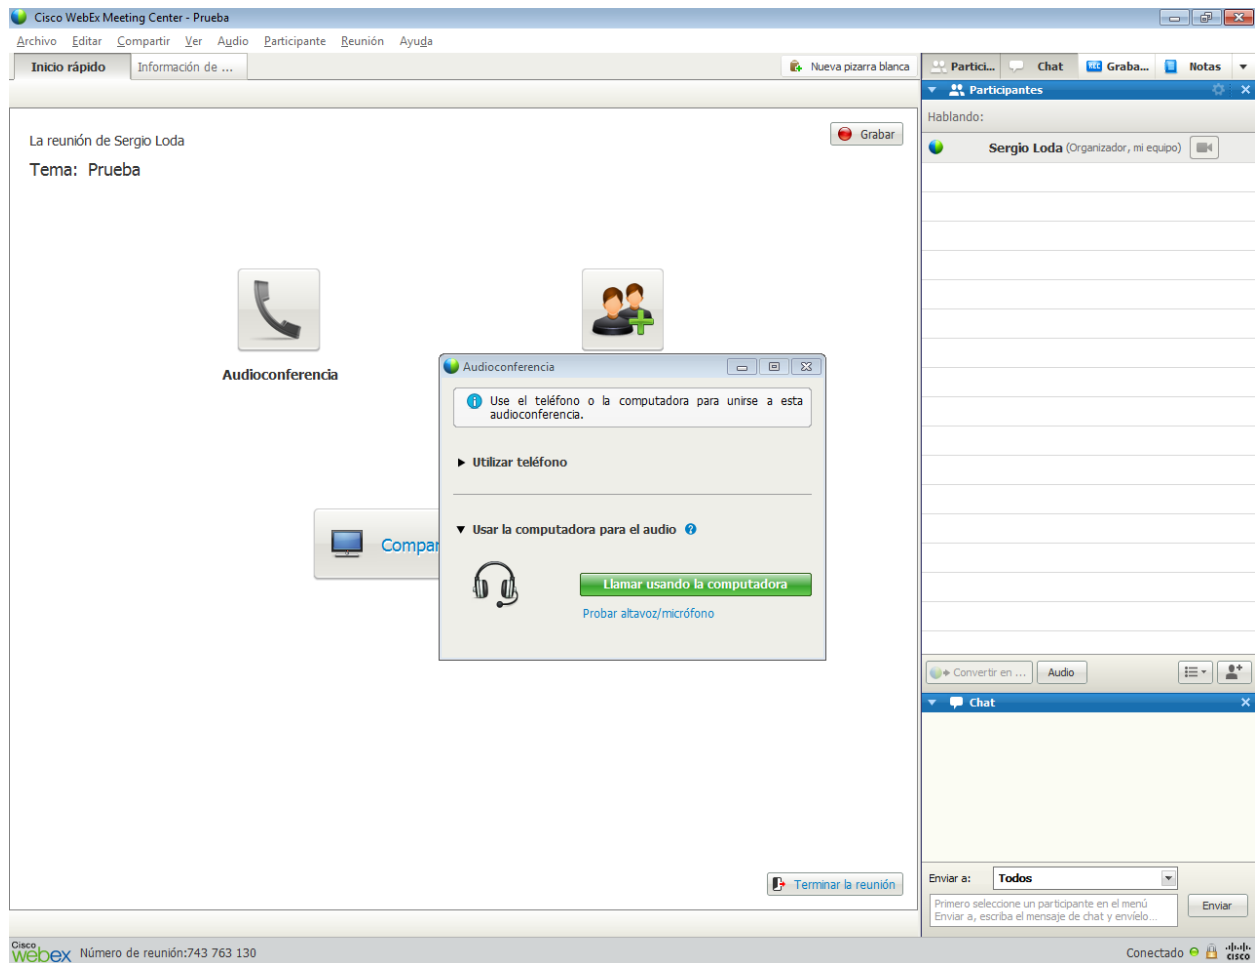 Cisco WebEx Meeting Center - Prueba
Archivo Editar Compartir Ver Audio Participante Reunión Ayuda
Inicio rápido
Información de ...
Nueva pizarra blanca
La reunión de Sergio Loda
Grabar
Tema: Prueba
Audioconferencia
Compar
Audioconferencia
Use el teléfono o la computadora para unirse a esta
audioconferencia.
Utilizar teléfono
Usar la computadora para el audio ?
Llamar usando la computadora
Probar altavoz/micrófono
Terminar la reunión
Partici... Chat Graba... Notas
Participantes
Hablando:
Sergio Loda (Organizador, mi equipo)
Convertir en ... Audio
Chat
Enviar a: Todos
Primero seleccione un participante en el menú
Enviar a, escriba el mensaje de chat y envíelo...
Enviar
Cisco
webex Número de reunión:743 763 130
Conectado
CISCO